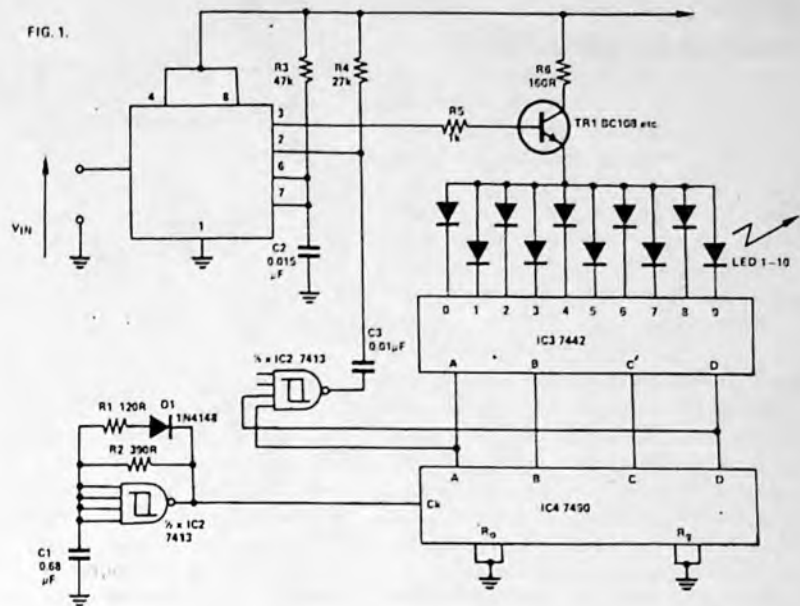 FIG. 1.
R3
47k
R4
27k
R6
160R
4
8
3
2
6
7
1
R5
1k
TR1 BC108 etc
VIN
C2
0.015
µF
LED 1–10
0 1 2 3 4 5 6 7 8 9
IC3 7442
A B C D
C3
0.01µF
½ x IC2 7413
R1 120R
D1
1N4148
R2 390R
½ x IC2
7413
C1
0.68
µF
A B C D
Ck
IC4 7490
R₀
R₉